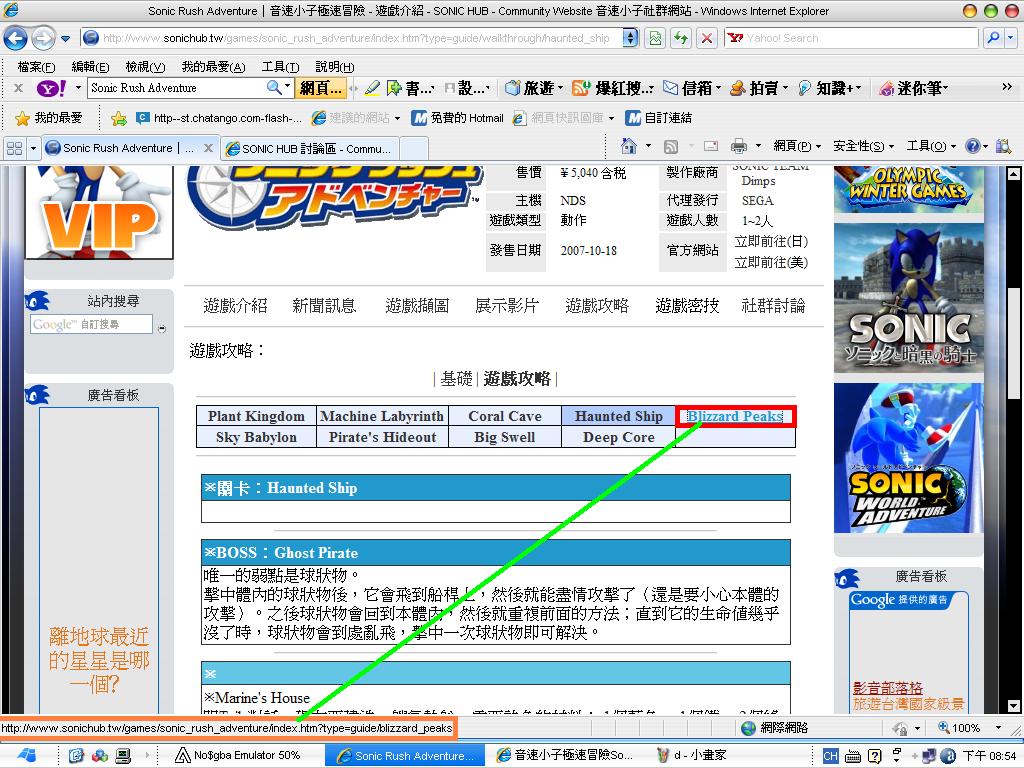 Sonic Rush Adventure | 音速小子極速冒險 - 遊戲介紹 - SONIC HUB - Community Website 音速小子社群網站 - Windows Internet Explorer
http://www.sonichub.tw/games/sonic_rush_adventure/index.htm?type=guide/walkthrough/haunted_ship
Yahoo! Search
檔案(F) 編輯(E) 檢視(V) 我的最愛(A) 工具(T) 說明(H)
Y! Sonic Rush Adventure 網頁... 書... 設... 旅遊 爆紅搜... 信箱 拍賣 知識+ 迷你筆 »
我的最愛 http--st.chatango.com-flash-... 建議的網站 免費的 Hotmail 網頁快訊圖庫 自訂連結
Sonic Rush Adventure | ... SONIC HUB 討論區 - Commu... 網頁(P) 安全性(S) 工具(O)
VIP
アドベンチャー
售價 ¥5,040 含稅 製作廠商 SONIC TEAM
Dimps
主機 NDS 代理發行 SEGA
遊戲類型 動作 遊戲人數 1~2人
發售日期 2007-10-18 官方網站 立即前往(日)
立即前往(美)
OLYMPIC
WINTER GAMES
站內搜尋
Google™ 自訂搜尋
遊戲介紹 新聞訊息 遊戲擷圖 展示影片 遊戲攻略 遊戲密技 社群討論
SONIC
ソニックと暗黒の騎士
遊戲攻略：
| 基礎 | 遊戲攻略 |
廣告看板
Plant Kingdom Machine Labyrinth Coral Cave Haunted Ship Blizzard Peaks
Sky Babylon Pirate's Hideout Big Swell Deep Core
SONIC
WORLD
ADVENTURE
※關卡：Haunted Ship
※BOSS：Ghost Pirate
唯一的弱點是球狀物。
擊中體內的球狀物後，它會飛到船桿上，然後就能盡情攻擊了（還是要小心本體的
攻擊）。之後球狀物會回到本體內，然後就重複前面的方法；直到它的生命值幾乎
沒了時，球狀物會到處亂飛，擊中一次球狀物即可解決。
廣告看板
Google 提供的廣告
離地球最近
的星星是哪
一個?
※
※Marine's House
影音部落格
旅遊台灣國家級景
http://www.sonichub.tw/games/sonic_rush_adventure/index.htm?type=guide/blizzard_peaks
網際網路 100%
No$gba Emulator 50% Sonic Rush Adventure... 音速小子極速冒險So... d - 小畫家 CH 下午 08:54